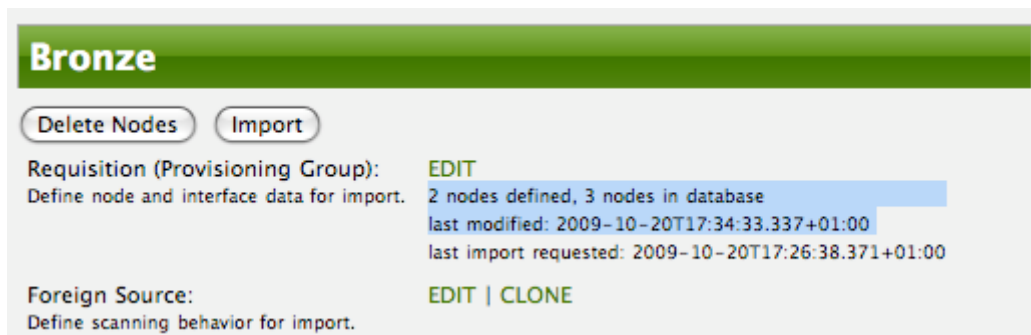 Bronze
Delete Nodes Import
Requisition (Provisioning Group): EDIT
Define node and interface data for import. 2 nodes defined, 3 nodes in database
last modified: 2009-10-20T17:34:33.337+01:00
last import requested: 2009-10-20T17:26:38.371+01:00
Foreign Source: EDIT | CLONE
Define scanning behavior for import.